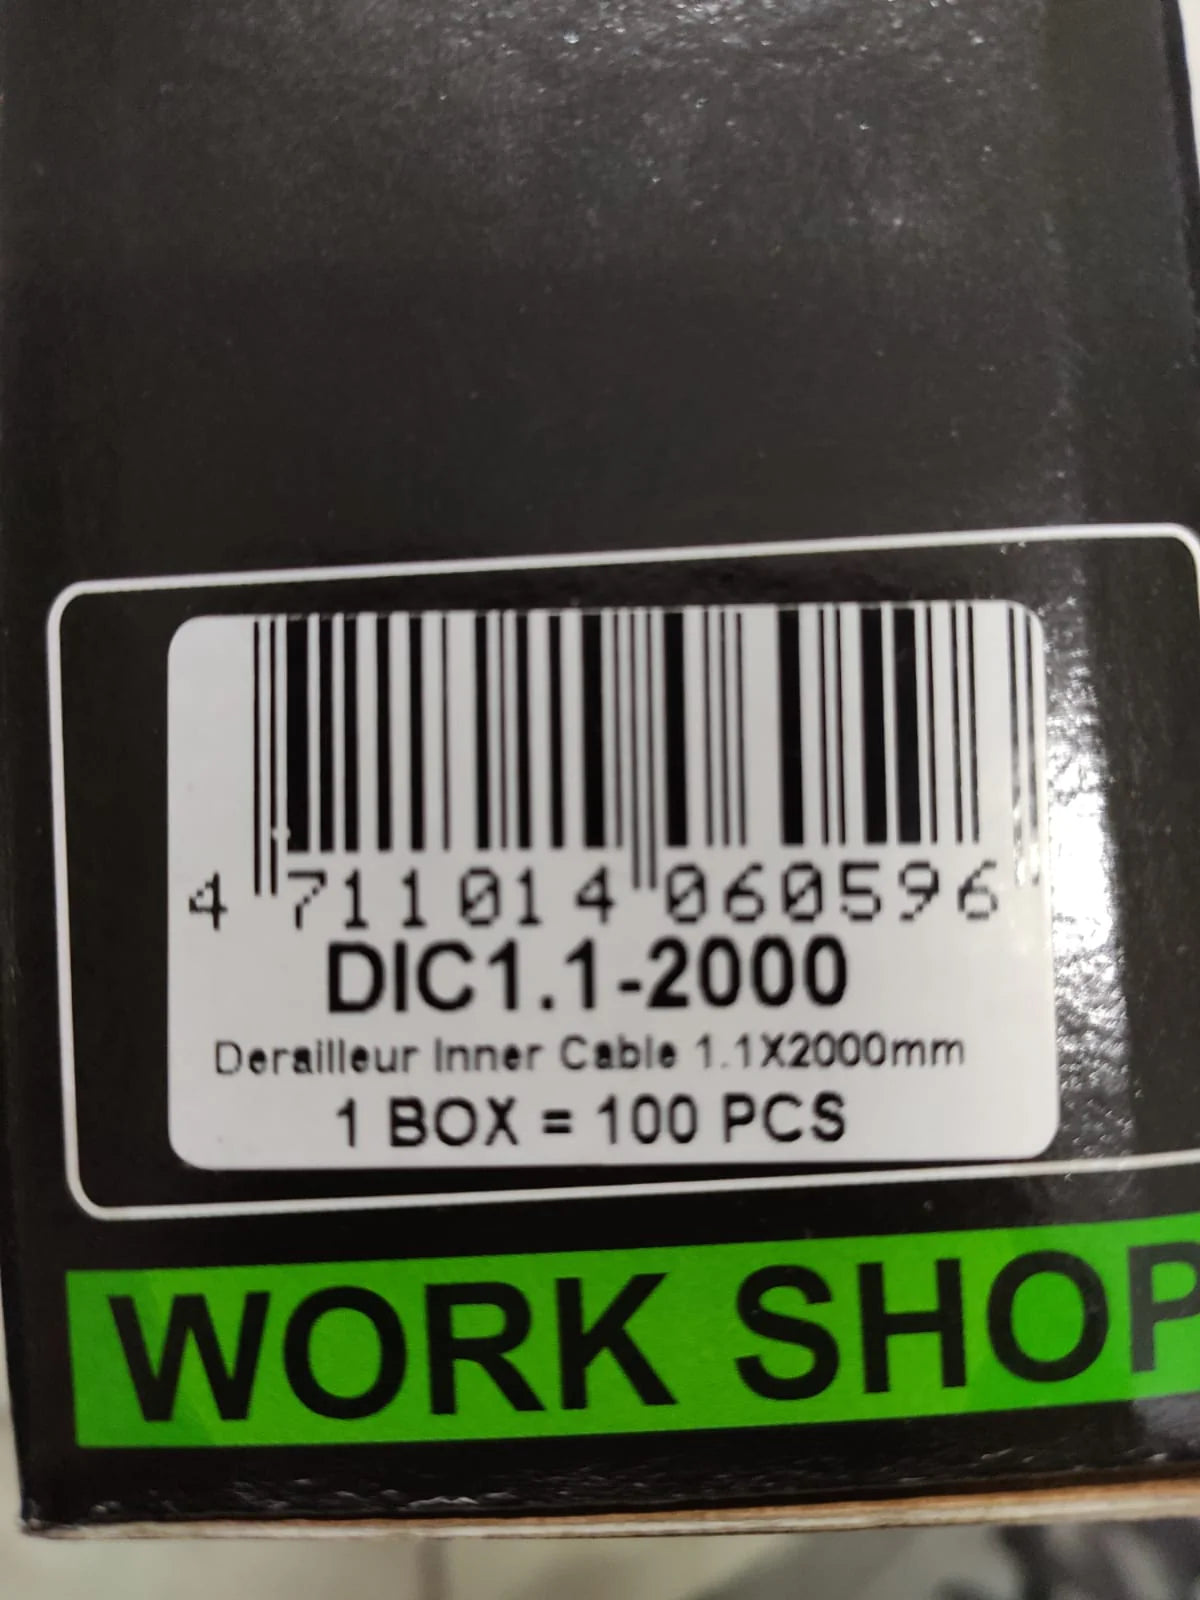 4 711014 060596
DIC1.1-2000
Derailleur Inner Cable 1.1X2000mm
1 BOX = 100 PCS
WORK SHOP